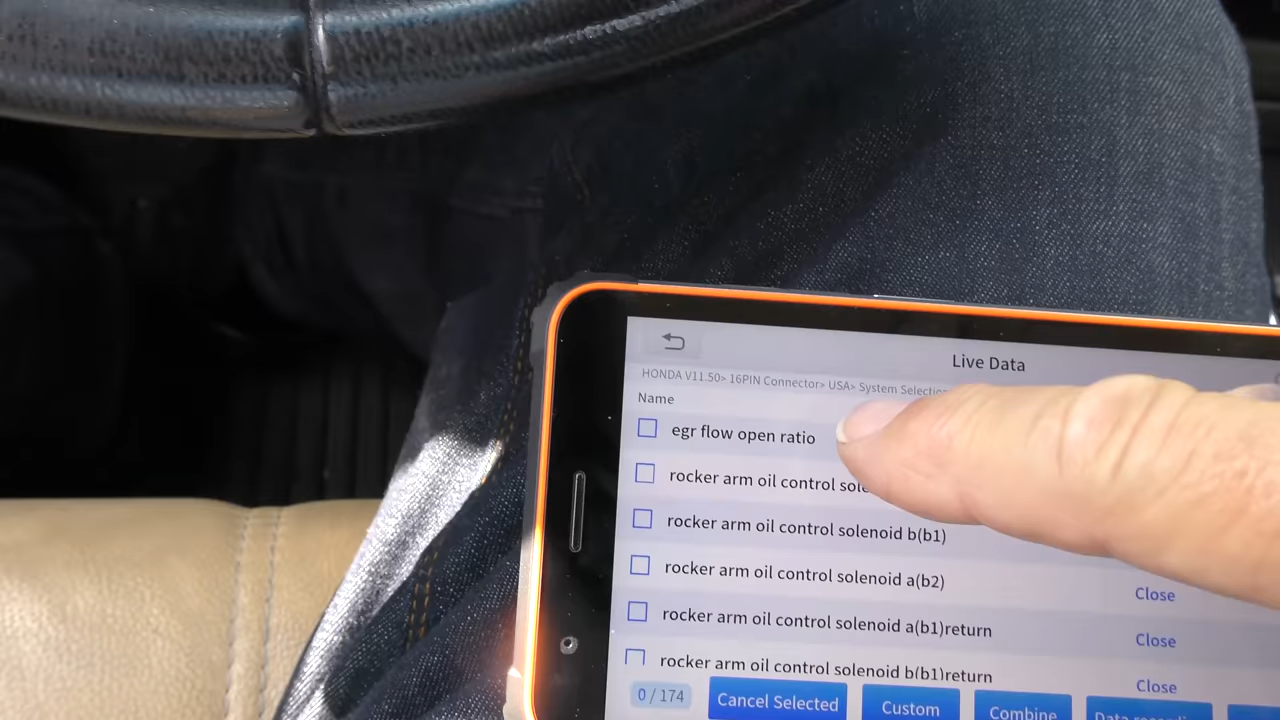 Live Data
HONDA V11.50> 16PIN Connector> USA> System
Name
egr flow open ratio
rocker arm oil control
rocker arm oil control solenoid b(b1)
rocker arm oil control solenoid a(b2)
Close
rocker arm oil control solenoid a(b1)return
Close
rocker arm oil control solenoid b(b1)return
Close
0 / 174
Cancel Selected
Custom
Combine
Data